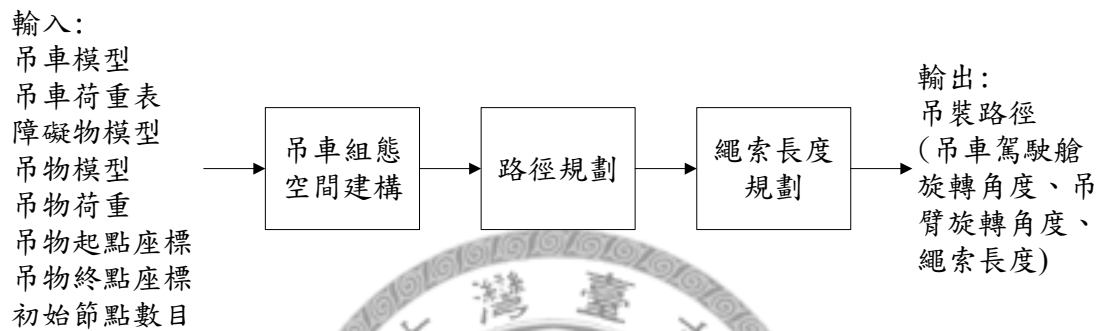 輸入:
吊車模型
吊車荷重表
障礙物模型
吊物模型
吊物荷重
吊物起點座標
吊物終點座標
初始節點數目
吊車組態
空間建構
路徑規劃
繩索長度
規劃
輸出:
吊裝路徑
(吊車駕駛艙
旋轉角度、吊
臂旋轉角度、
繩索長度)
灣臺